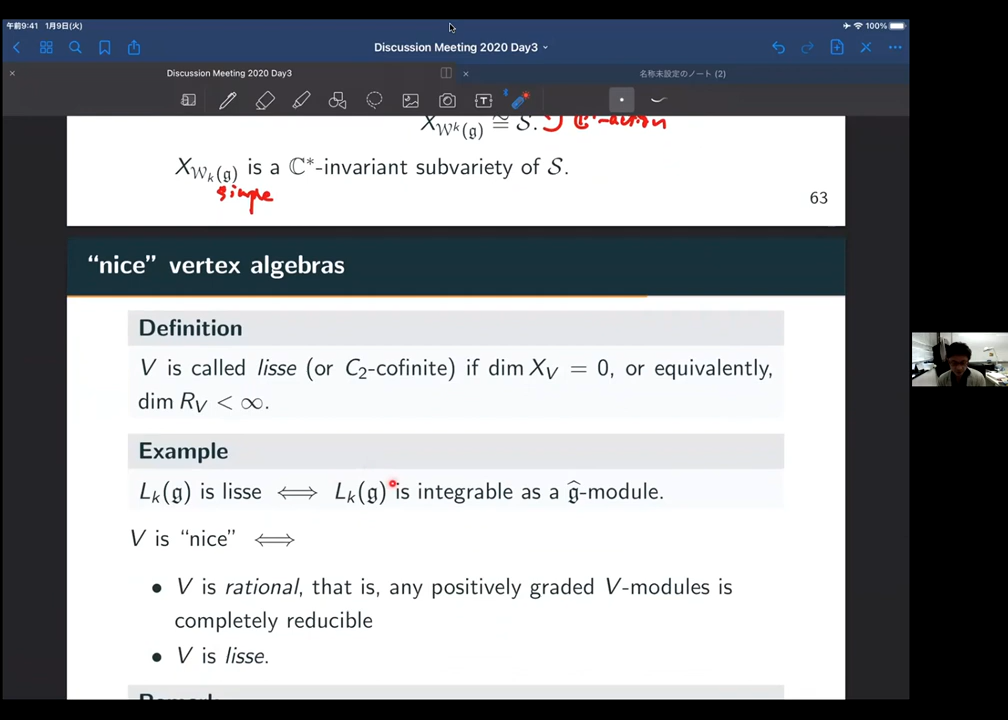 午前9:41 1月9日(火)
100%
Discussion Meeting 2020 Day3
Discussion Meeting 2020 Day3
名称未設定のノート (2)
X_{𝒲^k(𝔤)} ≅ 𝒮. ℂ*-action
X_{𝒲_k(𝔤)} is a ℂ*-invariant subvariety of 𝒮.
simple
63
“nice” vertex algebras
Definition
V is called lisse (or C₂-cofinite) if dim X_V = 0, or equivalently,
dim R_V < ∞.
Example
L_k(𝔤) is lisse ⟺ L_k(𝔤) is integrable as a 𝔤̂-module.
V is “nice” ⟺
• V is rational, that is, any positively graded V-modules is
completely reducible
• V is lisse.
Remark